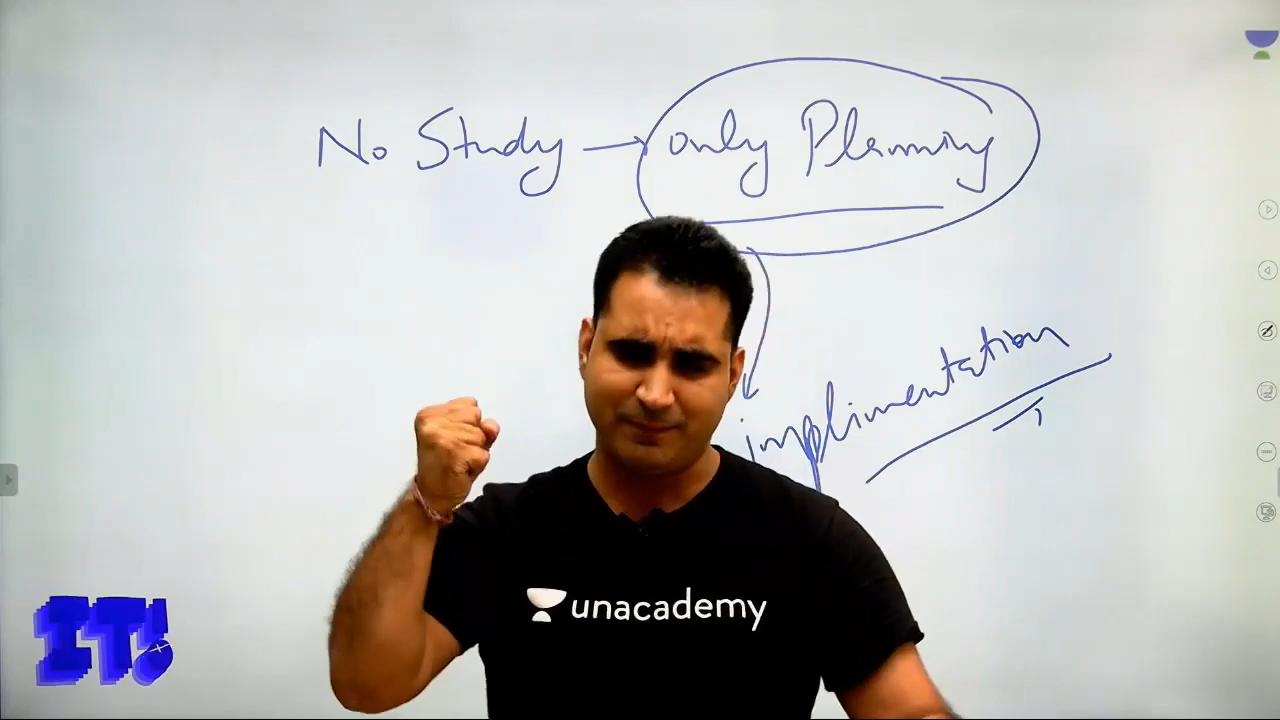 No Study → only Planning
implimentation
unacademy
IT!